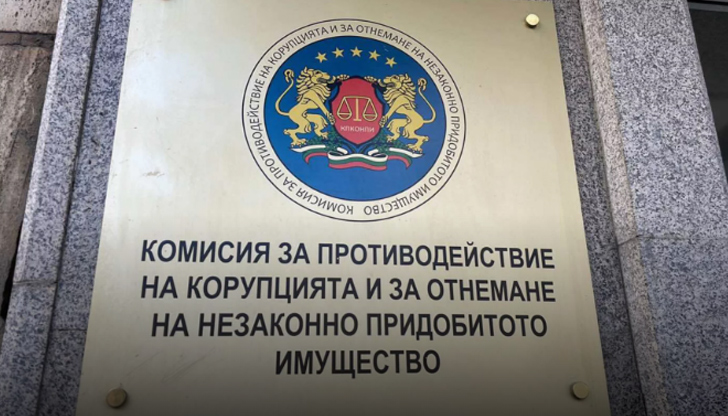 КОМИСИЯ ЗА ПРОТИВОДЕЙСТВИЕ НА КОРУПЦИЯТА И ЗА ОТНЕМАНЕ НА НЕЗАКОННО ПРИДОБИТОТО ИМУЩЕСТВО
КПКОНПИ
КОМИСИЯ ЗА ПРОТИВОДЕЙСТВИЕ
НА КОРУПЦИЯТА И ЗА ОТНЕМАНЕ
НА НЕЗАКОННО ПРИДОБИТОТО
ИМУЩЕСТВО